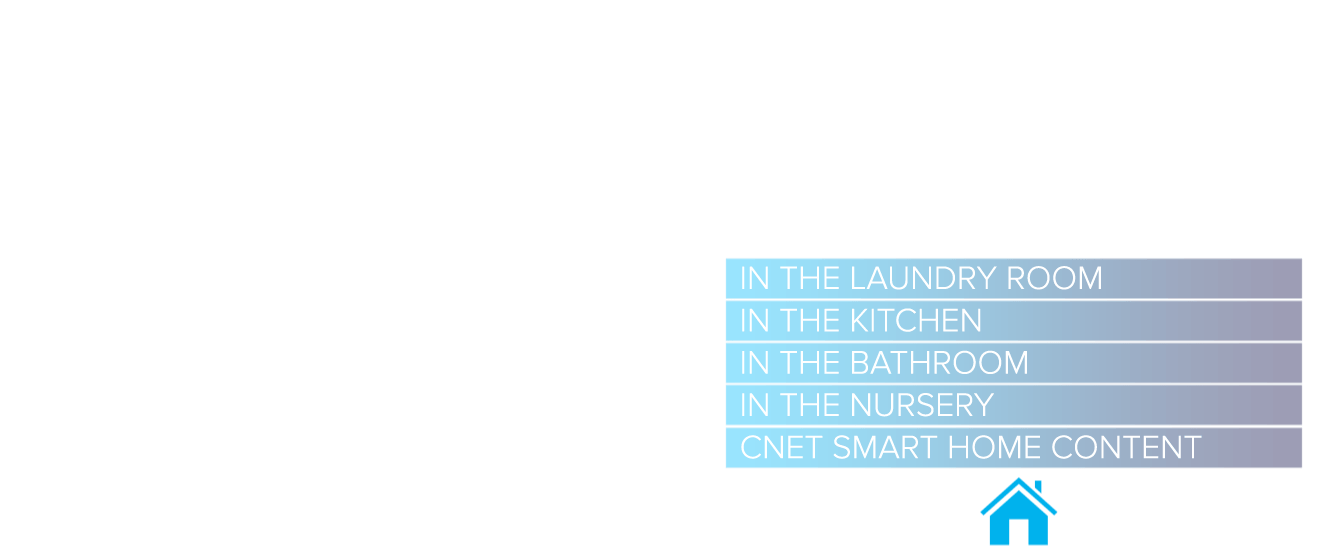 IN THE LAUNDRY ROOM
IN THE KITCHEN
IN THE BATHROOM
IN THE NURSERY
CNET SMART HOME CONTENT